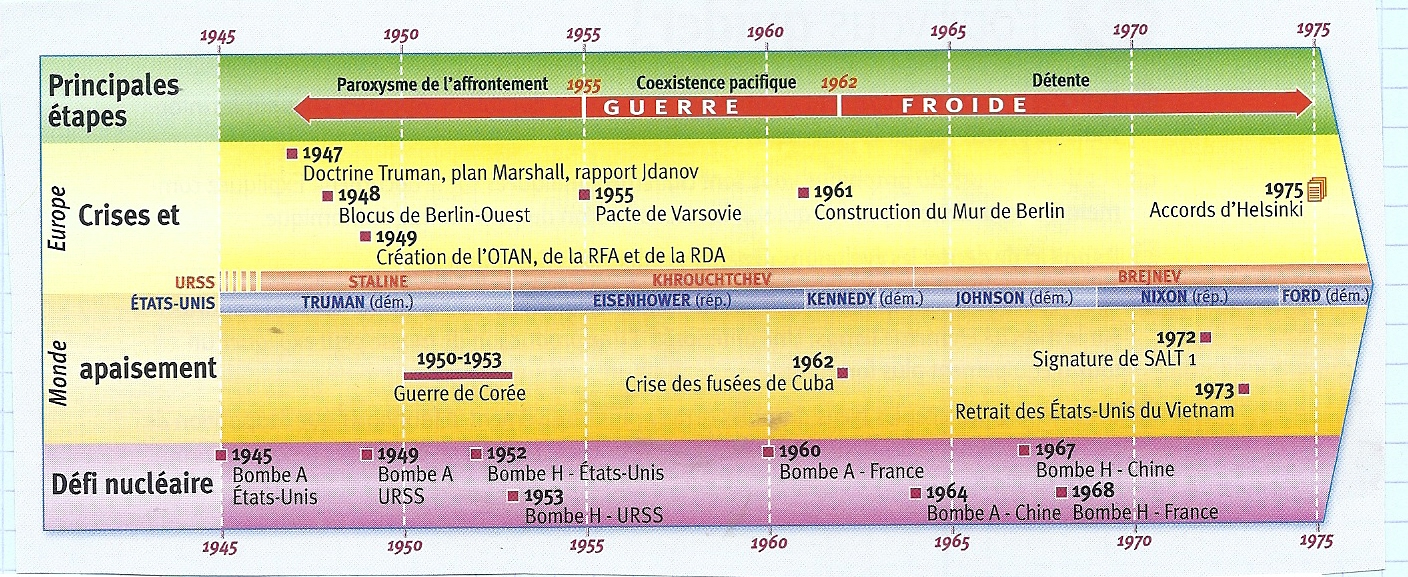 1945 1950 1955 1960 1965 1970 1975
Principales
étapes
Paroxysme de l'affrontement 1955 Coexistence pacifique 1962 Détente
GUERRE FROIDE
Europe
Monde
Crises et
apaisement
1947
Doctrine Truman, plan Marshall, rapport Jdanov
1948
Blocus de Berlin-Ouest
1949
Création de l'OTAN, de la RFA et de la RDA
1955
Pacte de Varsovie
1961
Construction du Mur de Berlin
1975
Accords d'Helsinki
URSS STALINE KHROUCHTCHEV BREJNEV
ÉTATS-UNIS TRUMAN (dém.) EISENHOWER (rép.) KENNEDY (dém.) JOHNSON (dém.) NIXON (rép.) FORD (dém.)
1950-1953
Guerre de Corée
1962
Crise des fusées de Cuba
1972
Signature de SALT 1
1973
Retrait des États-Unis du Vietnam
Défi nucléaire
1945
Bombe A
États-Unis
1949
Bombe A
URSS
1952
Bombe H - États-Unis
1953
Bombe H - URSS
1960
Bombe A - France
1964
Bombe A - Chine
1967
Bombe H - Chine
1968
Bombe H - France
1945 1950 1955 1960 1965 1970 1975